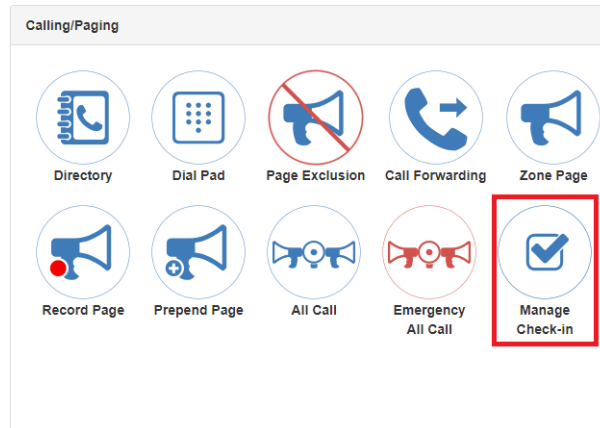 Calling/Paging
Directory
Dial Pad
Page Exclusion
Call Forwarding
Zone Page
Record Page
Prepend Page
All Call
Emergency
All Call
Manage
Check-in